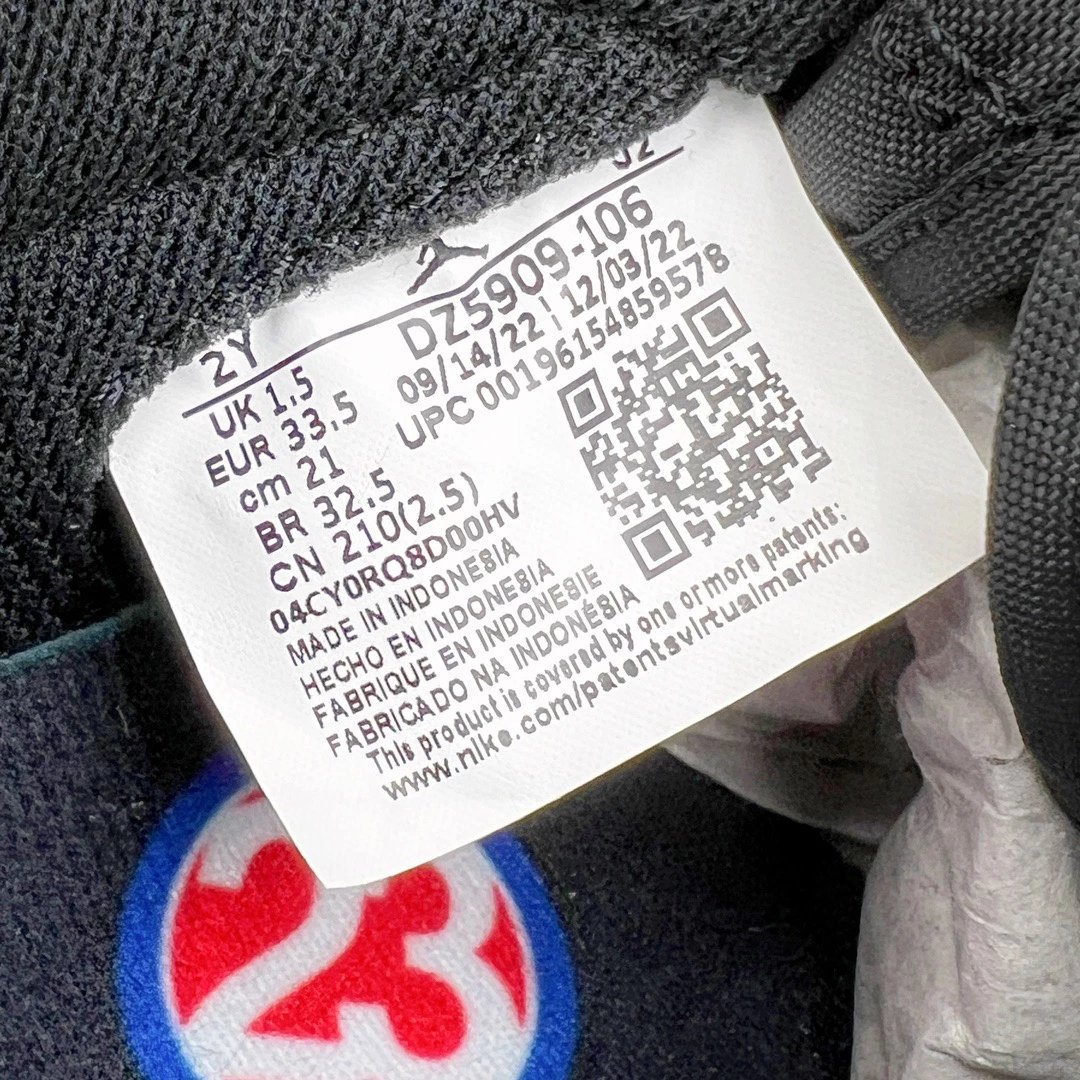 2Y
UK 1.5
EUR 33.5
cm 21
BR 32.5
CN 210(2.5)
DZ5909-106
09/14/22 | 12/03/22
UPC 00196154859578
04CY0RQ8D00HV
MADE IN INDONESIA
HECHO EN INDONESIA
FABRIQUE EN INDONESIE
FABRICADO NA INDONÉSIA
This product is covered by one or more patents:
www.nike.com/patentsvirtualmarking
23